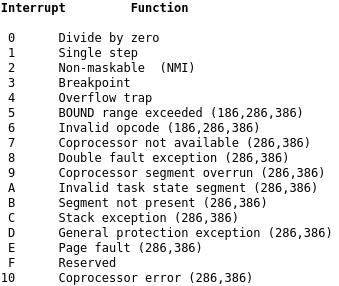 Interrupt         Function
 0      Divide by zero
 1      Single step
 2      Non-maskable  (NMI)
 3      Breakpoint
 4      Overflow trap
 5      BOUND range exceeded (186,286,386)
 6      Invalid opcode (186,286,386)
 7      Coprocessor not available (286,386)
 8      Double fault exception (286,386)
 9      Coprocessor segment overrun (286,386)
 A      Invalid task state segment (286,386)
 B      Segment not present (286,386)
 C      Stack exception (286,386)
 D      General protection exception (286,386)
 E      Page fault (286,386)
 F      Reserved
10      Coprocessor error (286,386)